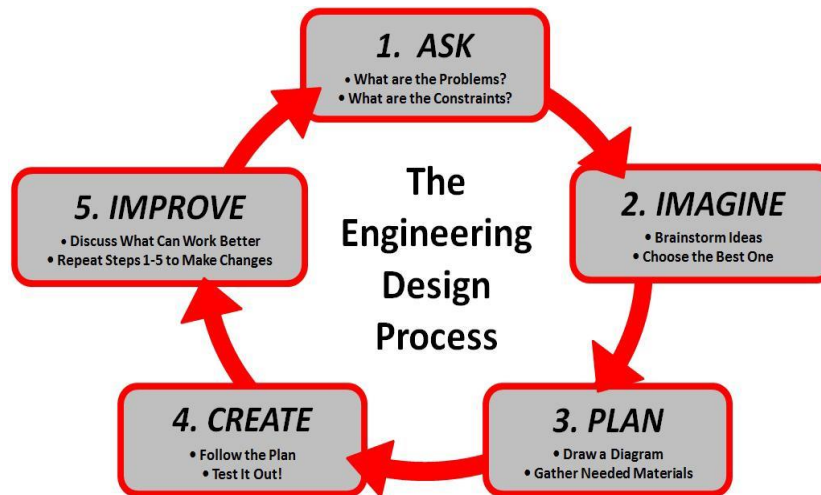 1. ASK
• What are the Problems?
• What are the Constraints?
The
Engineering
Design
Process
2. IMAGINE
• Brainstorm Ideas
• Choose the Best One
3. PLAN
• Draw a Diagram
• Gather Needed Materials
4. CREATE
• Follow the Plan
• Test It Out!
5. IMPROVE
• Discuss What Can Work Better
• Repeat Steps 1-5 to Make Changes